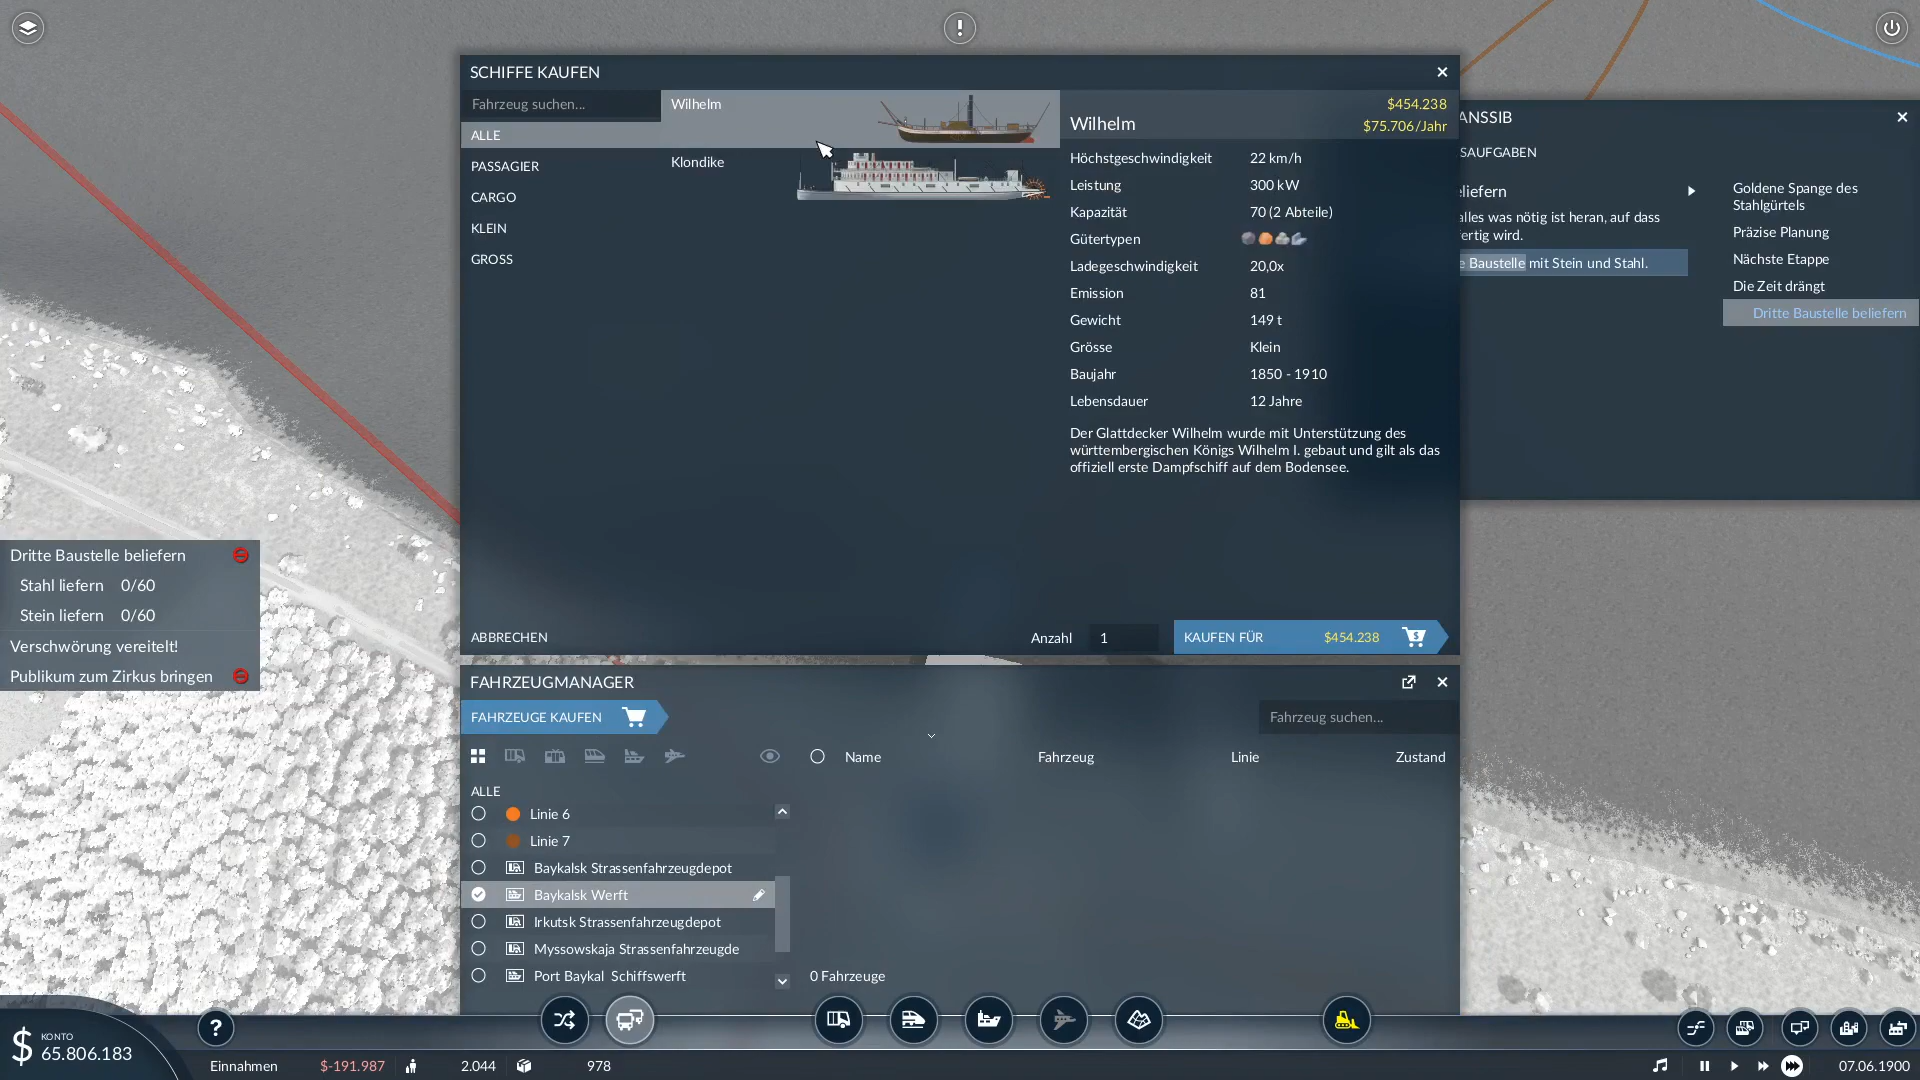 SCHIFFE KAUFEN
Fahrzeug suchen...
ALLE
PASSAGIER
CARGO
KLEIN
GROSS
Wilhelm
Klondike
Wilhelm
$454.238
$75.706/Jahr
Höchstgeschwindigkeit 22 km/h
Leistung 300 kW
Kapazität 70 (2 Abteile)
Gütertypen
Ladegeschwindigkeit 20,0x
Emission 81
Gewicht 149 t
Grösse Klein
Baujahr 1850 - 1910
Lebensdauer 12 Jahre
Der Glattdecker Wilhelm wurde mit Unterstützung des
württembergischen Königs Wilhelm I. gebaut und gilt als das
offiziell erste Dampfschiff auf dem Bodensee.
ABBRECHEN
Anzahl 1
KAUFEN FÜR $454.238
ANSSIB
SAUFGABEN
eliefern
alles was nötig ist heran, auf dass
fertig wird.
e Baustelle mit Stein und Stahl.
Goldene Spange des
Stahlgürtels
Präzise Planung
Nächste Etappe
Die Zeit drängt
Dritte Baustelle beliefern
Dritte Baustelle beliefern
Stahl liefern 0/60
Stein liefern 0/60
Verschwörung vereitelt!
Publikum zum Zirkus bringen
FAHRZEUGMANAGER
FAHRZEUGE KAUFEN
Fahrzeug suchen...
Name Fahrzeug Linie Zustand
ALLE
Linie 6
Linie 7
Baykalsk Strassenfahrzeugdepot
Baykalsk Werft
Irkutsk Strassenfahrzeugdepot
Myssowskaja Strassenfahrzeugde
Port Baykal Schiffswerft
0 Fahrzeuge
KONTO
$ 65.806.183
?
Einnahmen $-191.987 2.044 978
07.06.1900